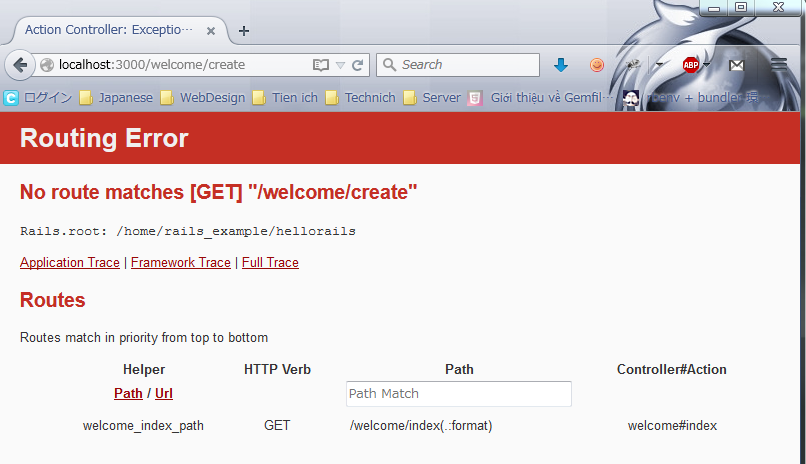 Action Controller: Exceptio…
localhost:3000/welcome/create
Search
ABP
ログイン Japanese WebDesign Tien ich Technich Server Giới thiệu về Gemfil… rbenv + bundler
Routing Error
No route matches [GET] "/welcome/create"
Rails.root: /home/rails_example/hellorails
Application Trace | Framework Trace | Full Trace
Routes
Routes match in priority from top to bottom
Helper HTTP Verb Path Controller#Action
Path / Url Path Match
welcome_index_path GET /welcome/index(.:format) welcome#index